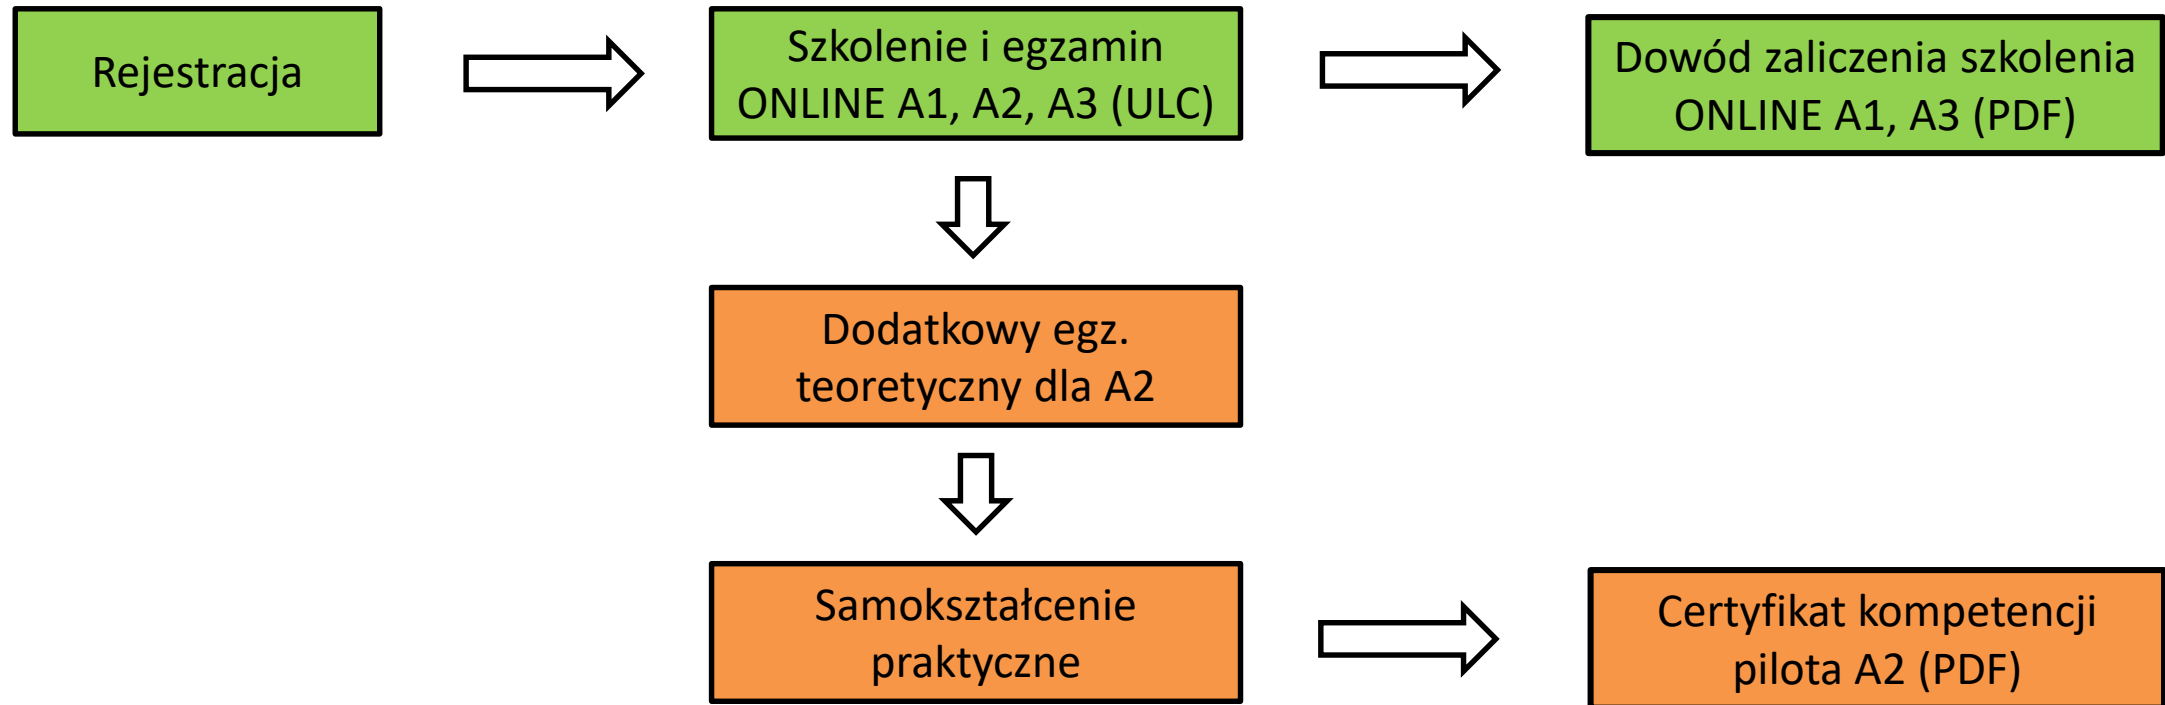 Rejestracja
Szkolenie i egzamin
ONLINE A1, A2, A3 (ULC)
Dowód zaliczenia szkolenia
ONLINE A1, A3 (PDF)
Dodatkowy egz.
teoretyczny dla A2
Samokształcenie
praktyczne
Certyfikat kompetencji
pilota A2 (PDF)